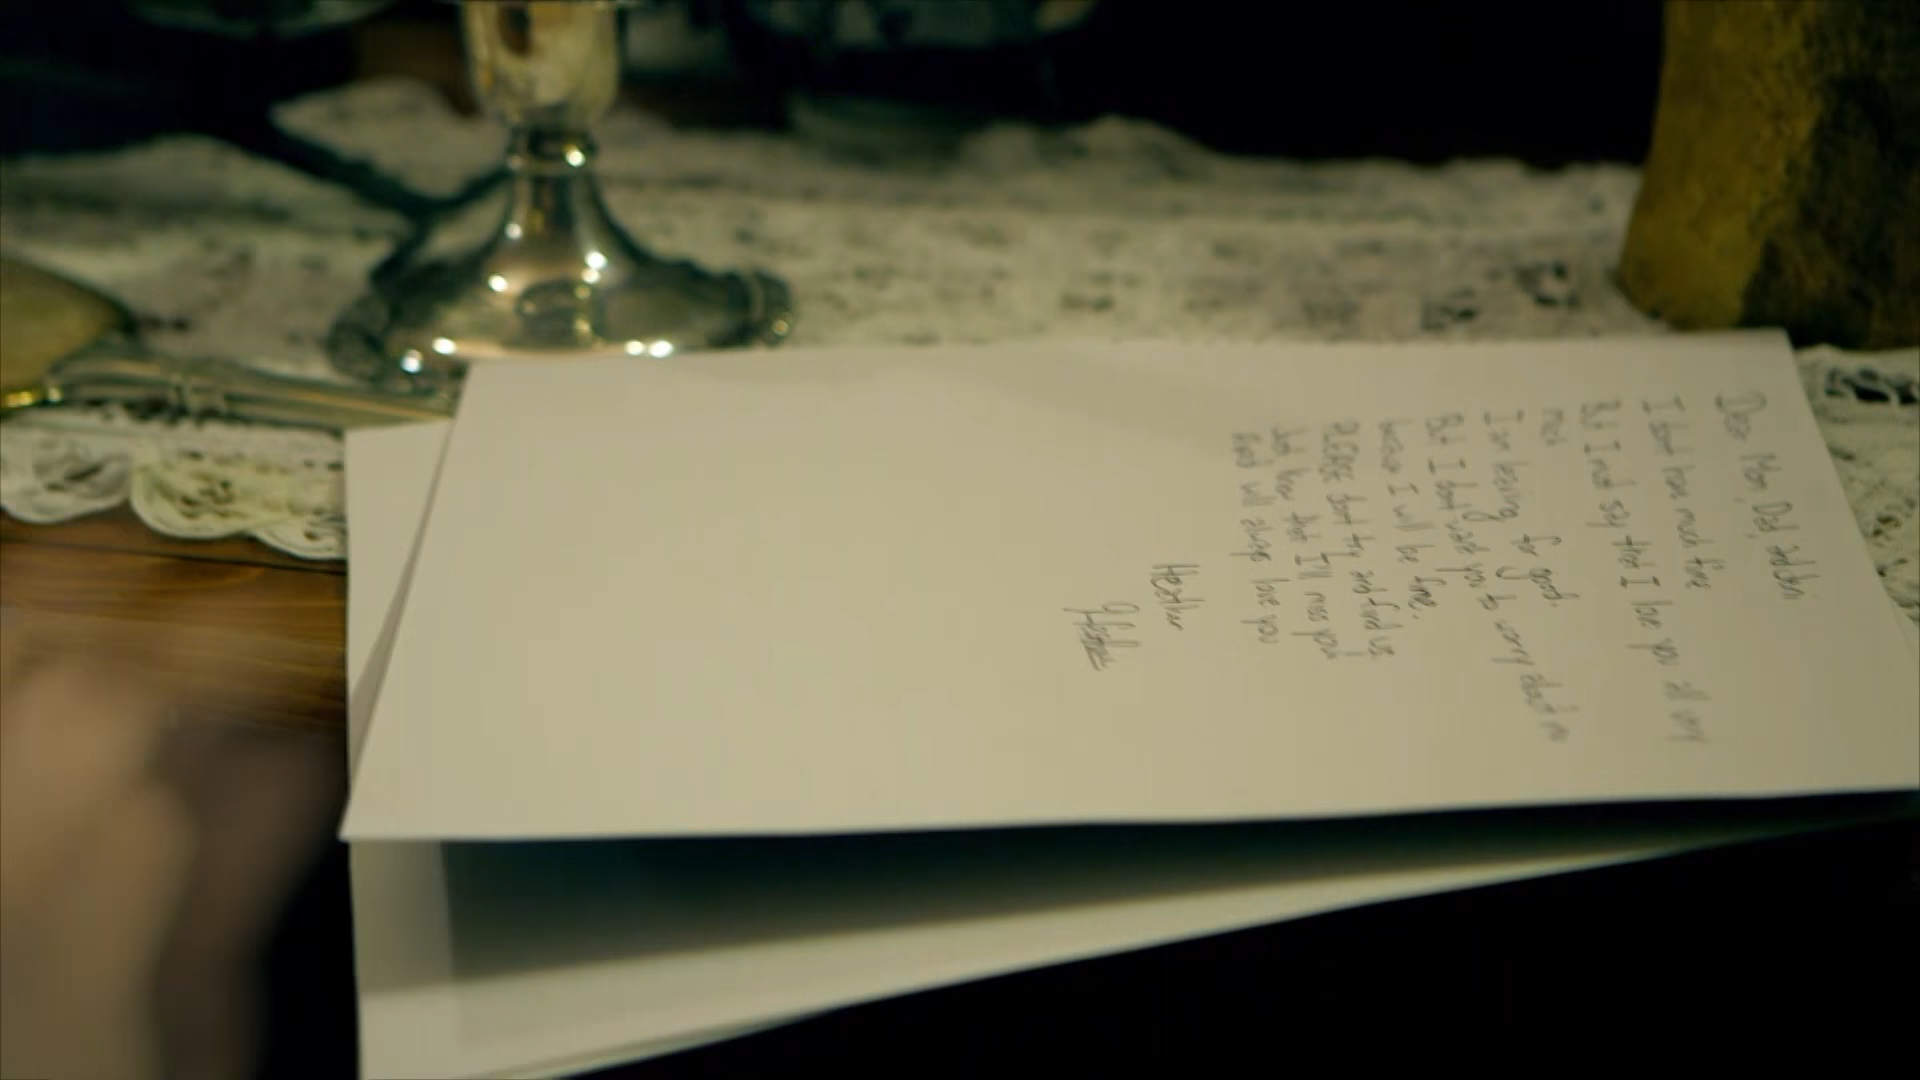 Dear Mom, Dad, and Ian
I don't have much time
But I must say that I love you all very
much
I'm leaving, for good.
But I don't want you to worry about me
because I will be fine.
PLEASE don't try and find us.
Just know that I'll miss you!
And will always love you
Heather